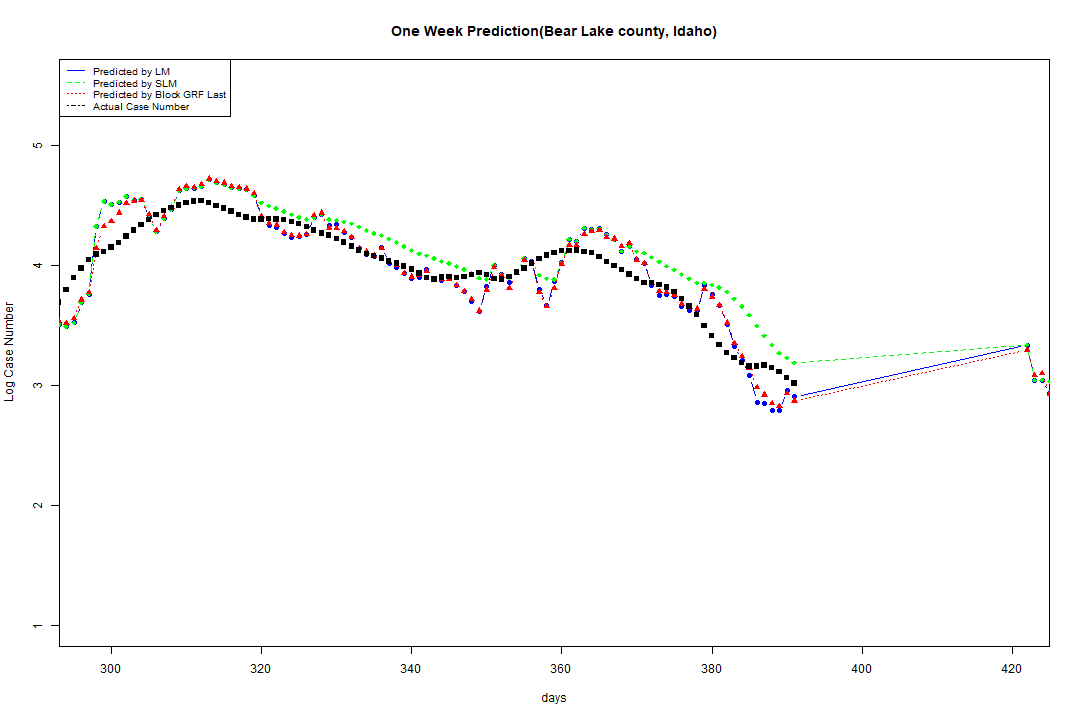 One Week Prediction(Bear Lake county, Idaho)
Predicted by LM
Predicted by SLM
Predicted by Block GRF Last
Actual Case Number
5
4
3
2
1
Log Case Number
300 320 340 360 380 400 420
days